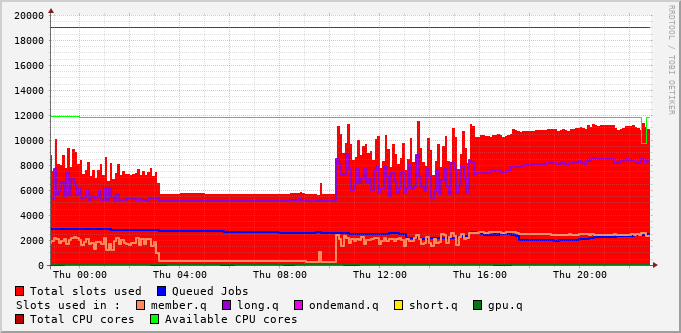 20000
18000
16000
14000
12000
10000
8000
6000
4000
2000
0
Thu 00:00 Thu 04:00 Thu 08:00 Thu 12:00 Thu 16:00 Thu 20:00
RRDTOOL / TOBI OETIKER
Total slots used Queued Jobs
Slots used in : member.q long.q ondemand.q short.q gpu.q
Total CPU cores Available CPU cores